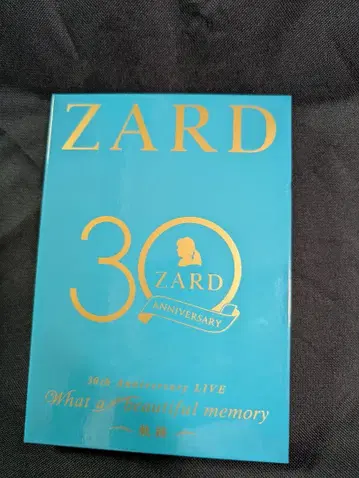 ZARD
30
ZARD
ANNIVERSARY
30th Anniversary LIVE
What a beautiful memory